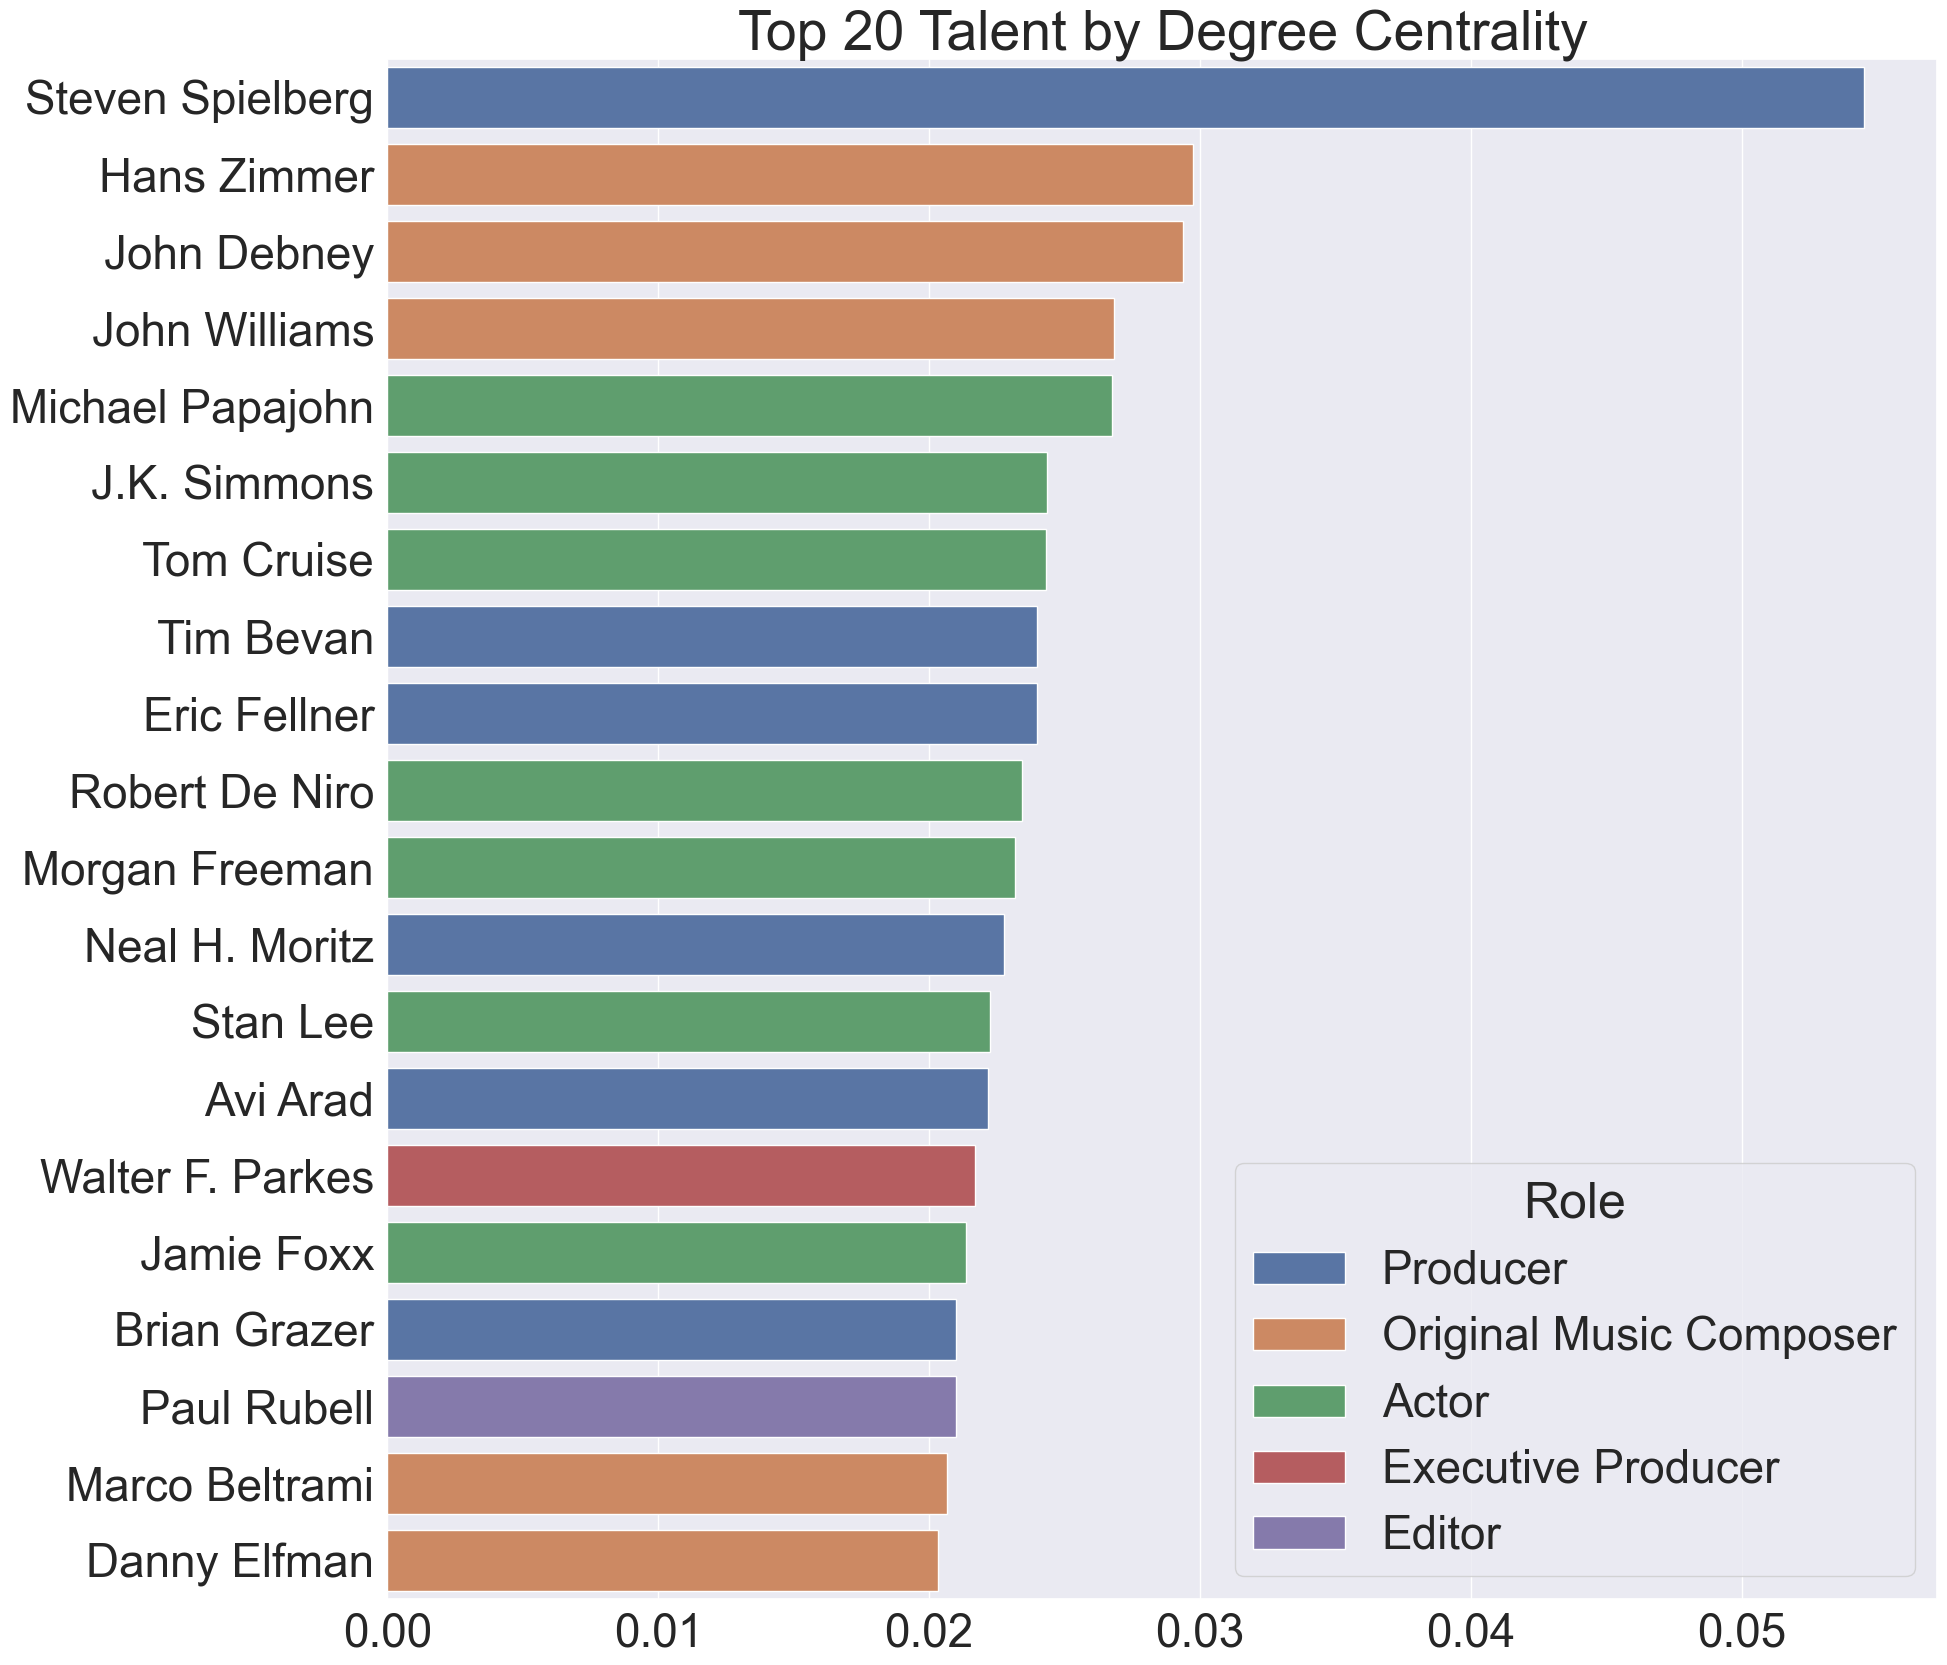 Top 20 Talent by Degree Centrality
Steven Spielberg
Hans Zimmer
John Debney
John Williams
Michael Papajohn
J.K. Simmons
Tom Cruise
Tim Bevan
Eric Fellner
Robert De Niro
Morgan Freeman
Neal H. Moritz
Stan Lee
Avi Arad
Walter F. Parkes
Jamie Foxx
Brian Grazer
Paul Rubell
Marco Beltrami
Danny Elfman
Role
Producer
Original Music Composer
Actor
Executive Producer
Editor
0.00 0.01 0.02 0.03 0.04 0.05